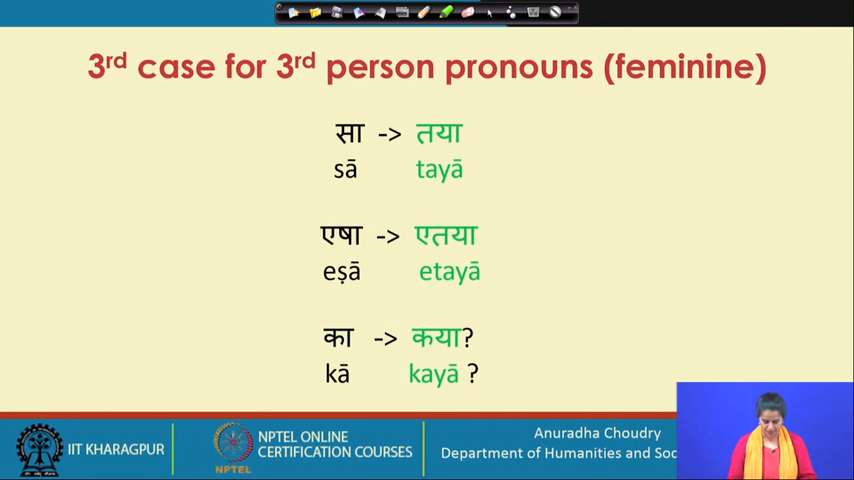 3rd case for 3rd person pronouns (feminine)
सा -> तया
sā tayā
एषा -> एतया
eṣā etayā
का -> कया?
kā kayā ?
IIT KHARAGPUR
NPTEL
NPTEL ONLINE
CERTIFICATION COURSES
Anuradha Choudry
Department of Humanities and Soc